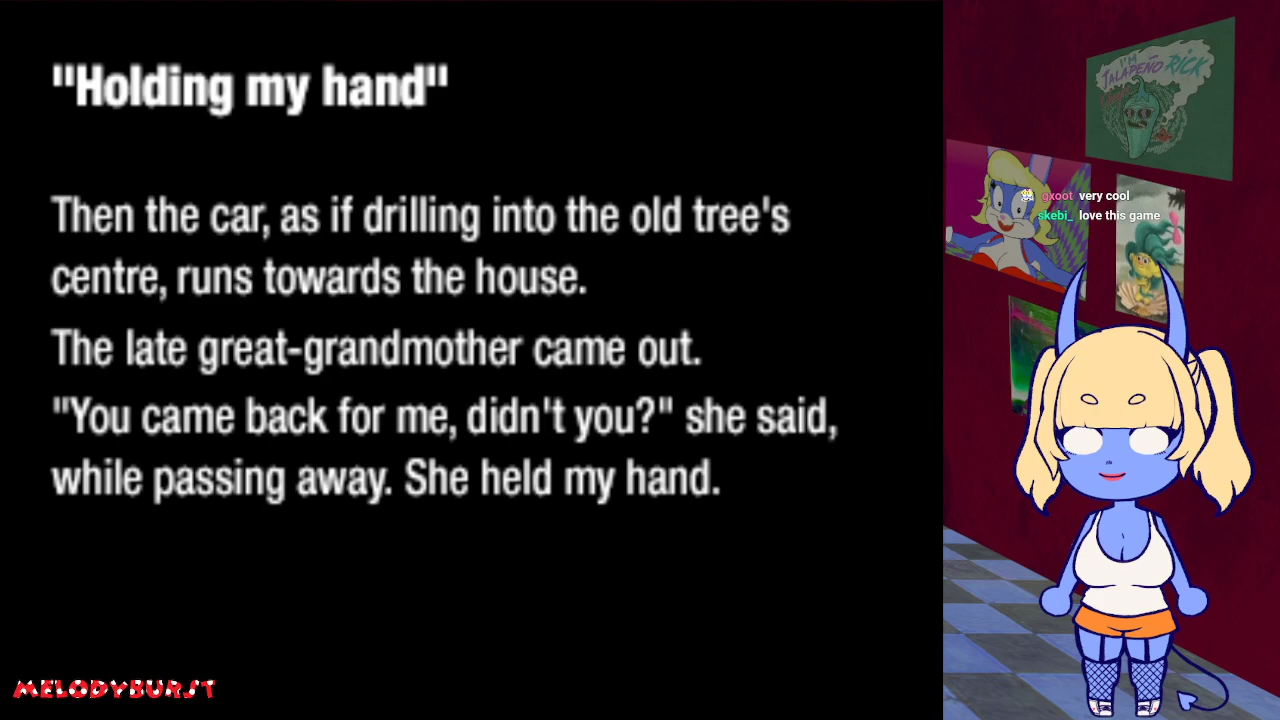 "Holding my hand"
Then the car, as if drilling into the old tree's
centre, runs towards the house.
The late great-grandmother came out.
"You came back for me, didn't you?" she said,
while passing away. She held my hand.
MELODYBURST
I'M
JALAPEÑO RICK
gxoot very cool
skebi_ love this game